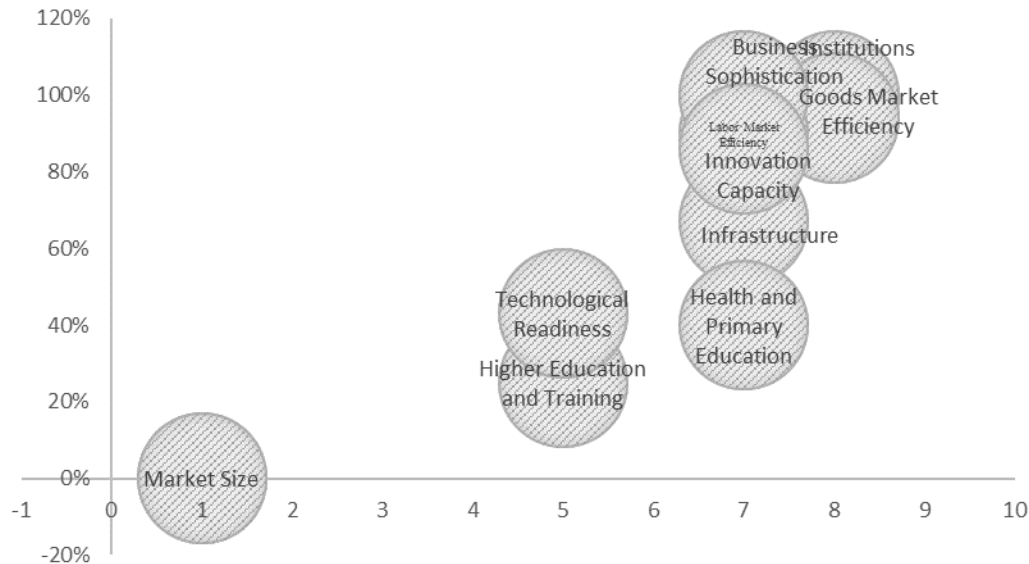 120%
Business
Institutions
Sophistication
100%
Goods Market
Efficiency
Labor Market
Efficiency
80%
Innovation
Capacity
60%
Infrastructure
Technological
Readiness
Health and
Primary
Education
40%
Higher Education
and Training
20%
0%
Market Size
-1 0 1 2 3 4 5 6 7 8 9 10
-20%